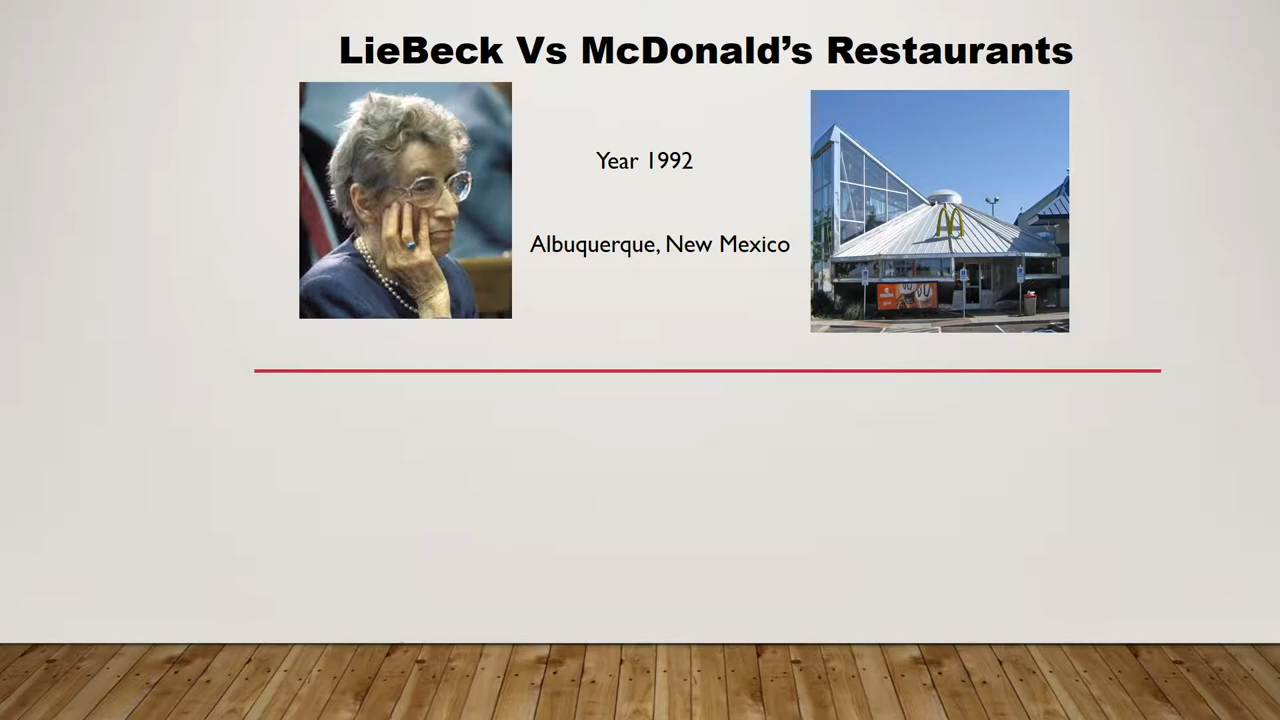 LieBeck Vs McDonald’s Restaurants
Year 1992
Albuquerque, New Mexico